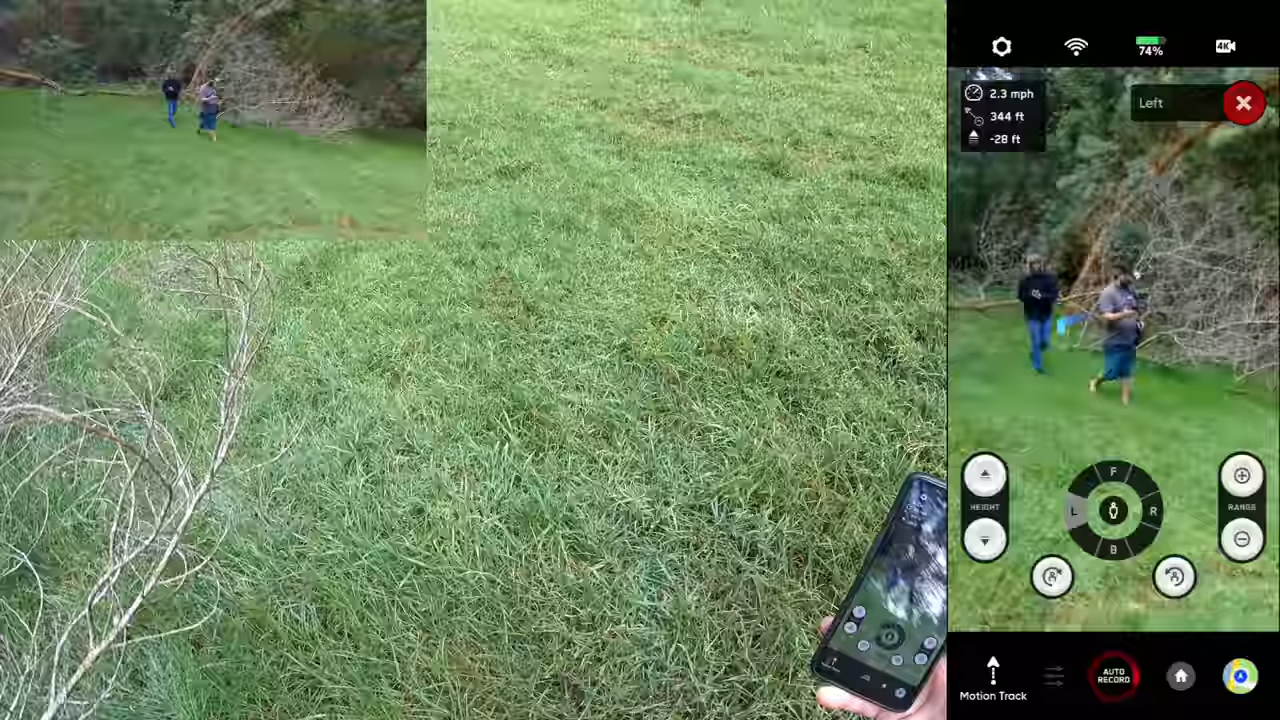 74%
4K
2.3 mph
344 ft
-28 ft
Left
F
L
R
B
HEIGHT
RANGE
Motion Track
AUTO
RECORD